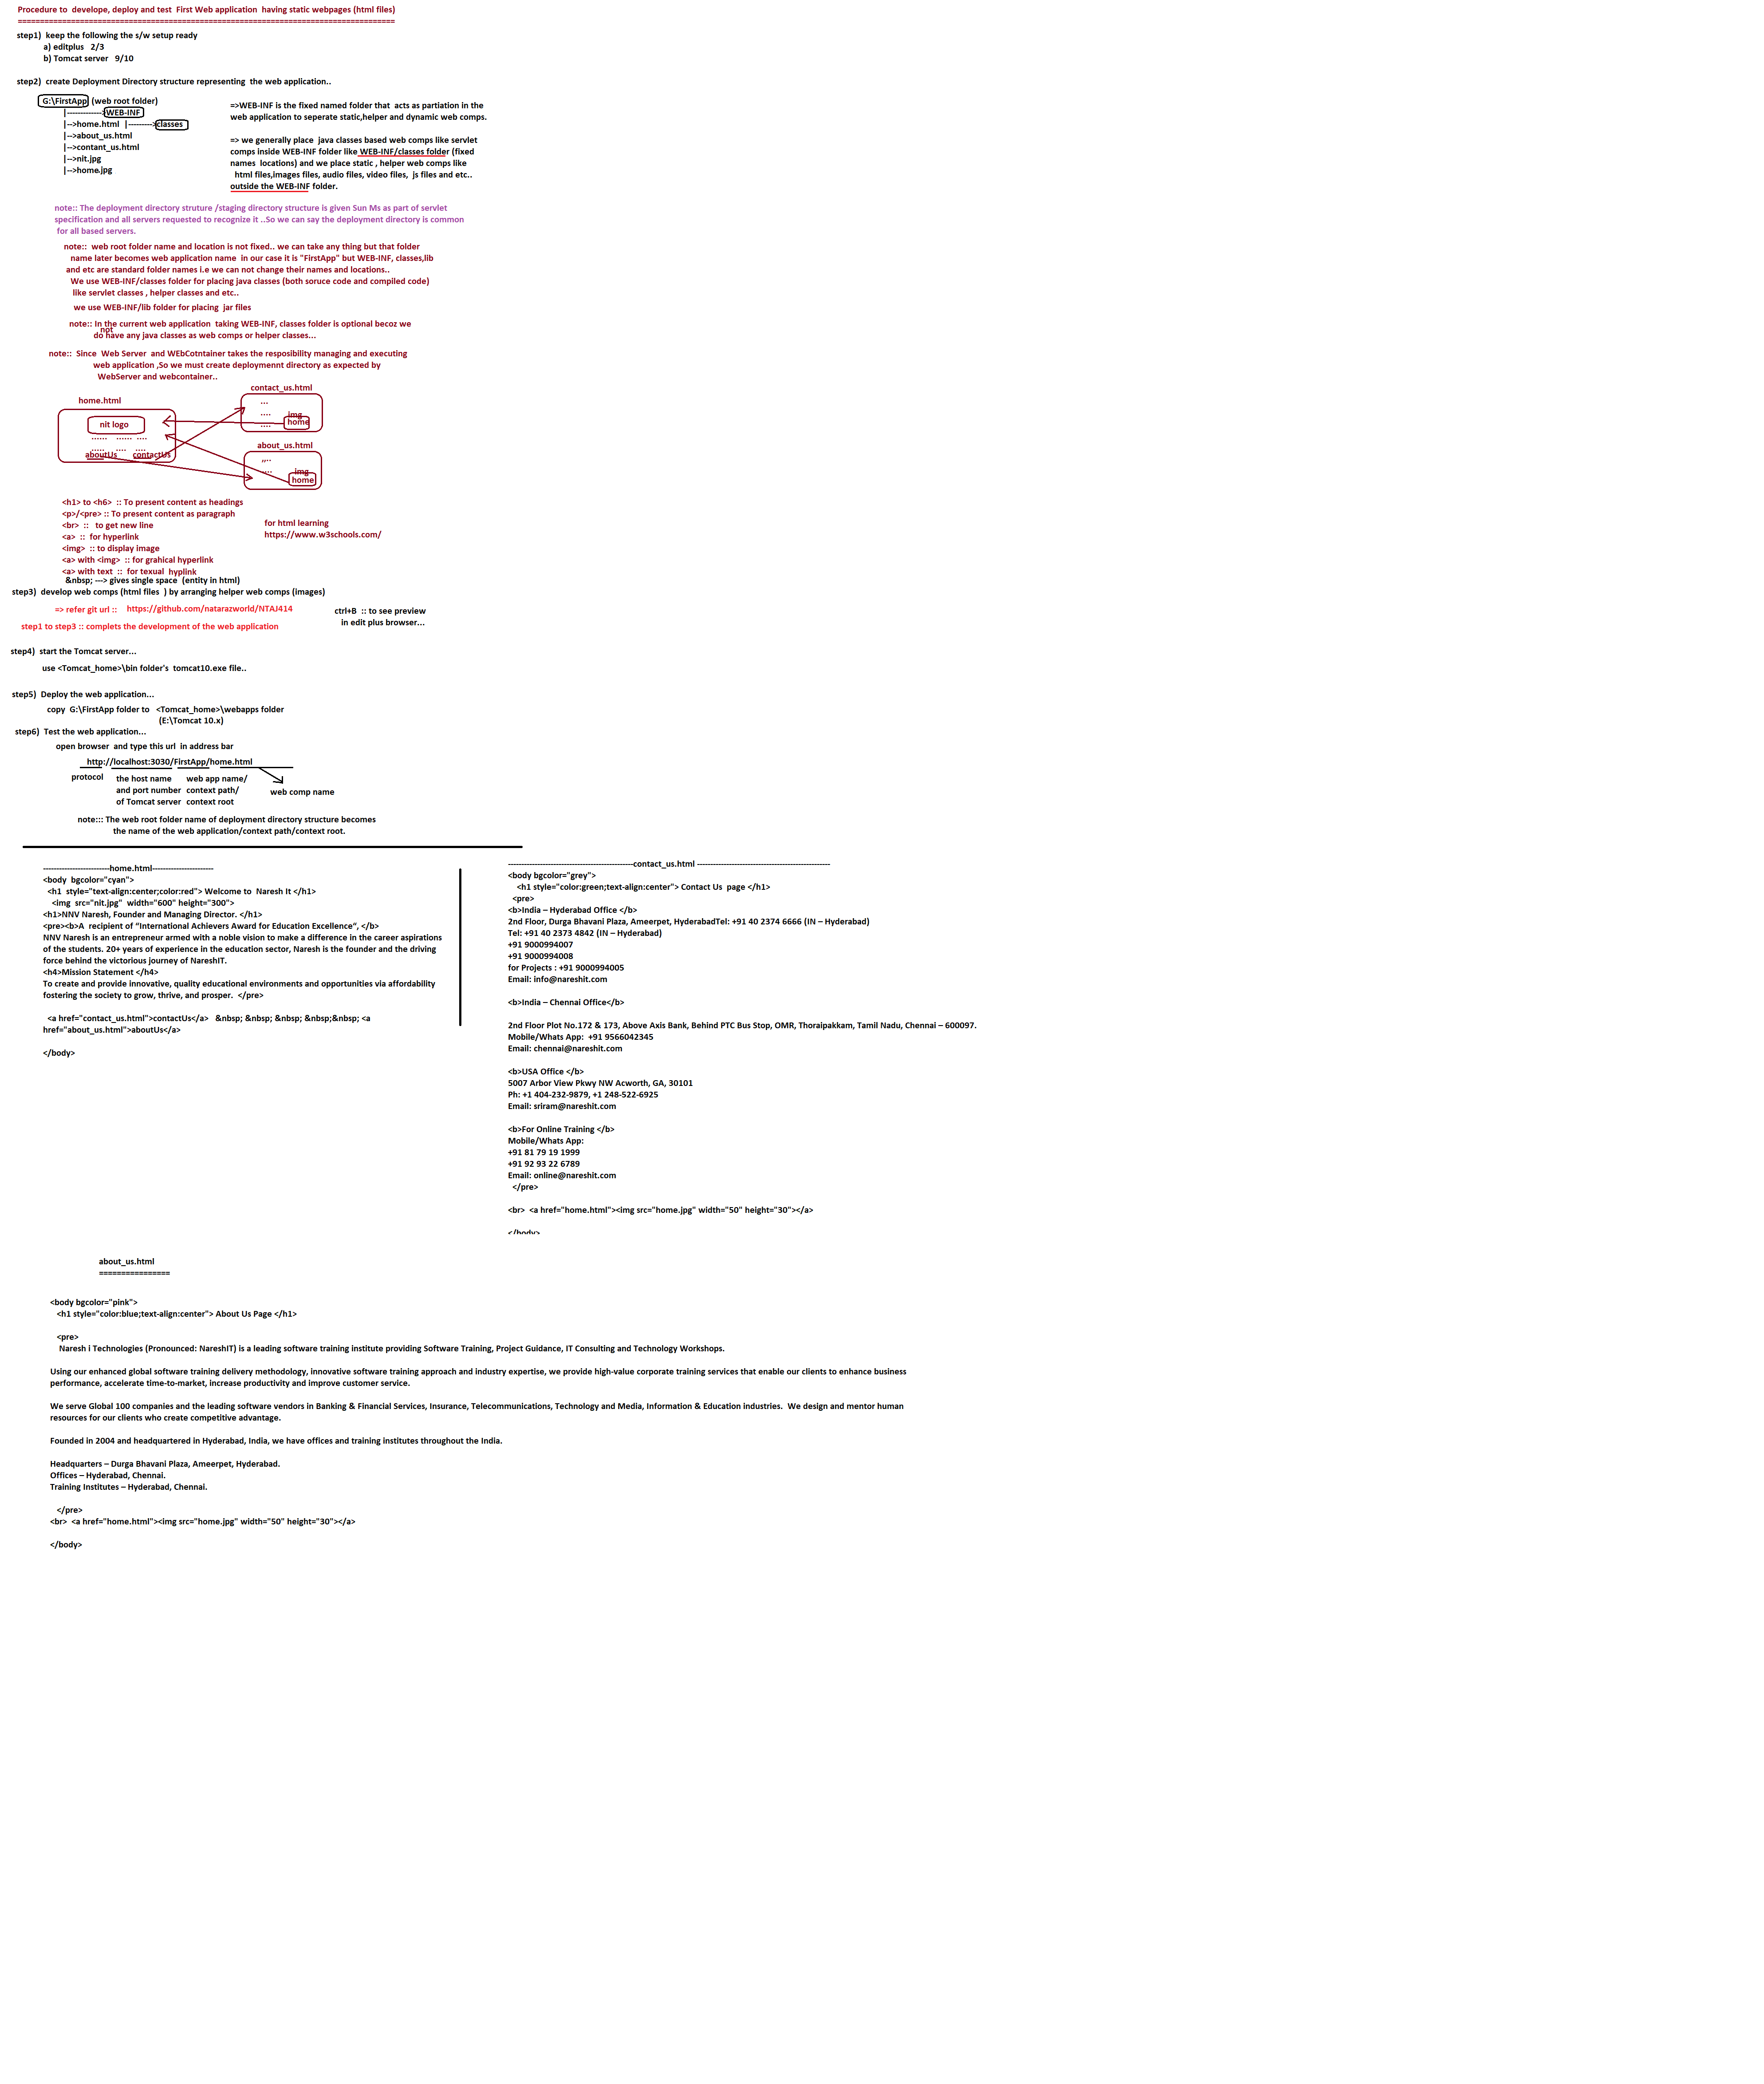 Procedure to  develope, deploy and test  First Web application  having static webpages (html files)
=====================================================================================
step1)  keep the following the s/w setup ready
a) editplus   2/3
b) Tomcat server   9/10
step2)  create Deployment Directory structure representing  the web application..
G:\FirstApp  (web root folder)
|------------->WEB-INF
|-->home.html  |--------->classes
|-->about_us.html
|-->contant_us.html
|-->nit.jpg
|-->home.jpg
=>WEB-INF is the fixed named folder that  acts as partiation in the
web application to seperate static,helper and dynamic web comps.
=> we generally place  java classes based web comps like servlet
comps inside WEB-INF folder like WEB-INF/classes folder (fixed
names  locations) and we place static , helper web comps like
html files,images files, audio files, video files,  js files and etc..
outside the WEB-INF folder.
note:: The deployment directory struture /staging directory structure is given Sun Ms as part of servlet
specification and all servers requested to recognize it ..So we can say the deployment directory is common
for all based servers.
note::  web root folder name and location is not fixed.. we can take any thing but that folder
name later becomes web application name  in our case it is "FirstApp" but WEB-INF, classes,lib
and etc are standard folder names i.e we can not change their names and locations..
We use WEB-INF/classes folder for placing java classes (both soruce code and compiled code)
like servlet classes , helper classes and etc..
we use WEB-INF/lib folder for placing  jar files
note:: In the current web application  taking WEB-INF, classes folder is optional becoz we
not
do have any java classes as web comps or helper classes...
note::  Since  Web Server  and WEbCotntainer takes the resposibility managing and executing
web application ,So we must create deploymennt directory as expected by
WebServer and webcontainer..
home.html
nit logo
......    ......  ....
.....     ....    ....
aboutUs      contactUs
contact_us.html
...
....       img
....       home
about_us.html
,,..
....       img
home
<h1> to <h6>  :: To present content as headings
<p>/<pre> :: To present content as paragraph
<br>  ::   to get new line
<a>  ::  for hyperlink
<img>  :: to display image
<a> with <img>  :: for grahical hyperlink
<a> with text  ::  for texual  hyplink
&nbsp; ---> gives single space  (entity in html)
for html learning
https://www.w3schools.com/
step3)  develop web comps (html files  ) by arranging helper web comps (images)
=> refer git url ::    https://github.com/natarazworld/NTAJ414
ctrl+B  :: to see preview
in edit plus browser...
step1 to step3 :: complets the development of the web application
step4)  start the Tomcat server...
use <Tomcat_home>\bin folder's  tomcat10.exe file..
step5)  Deploy the web application...
copy  G:\FirstApp folder to   <Tomcat_home>\webapps folder
(E:\Tomcat 10.x)
step6)  Test the web application...
open browser  and type this url  in address bar
http://localhost:3030/FirstApp/home.html
protocol
the host name
and port number
of Tomcat server
web app name/
context path/
context root
web comp name
note::: The web root folder name of deployment directory structure becomes
the name of the web application/context path/context root.
-------------------------home.html-----------------------
<body  bgcolor="cyan">
<h1  style="text-align:center;color:red"> Welcome to  Naresh It </h1>
<img  src="nit.jpg"  width="600" height="300">
<h1>NNV Naresh, Founder and Managing Director. </h1>
<pre><b>A  recipient of “International Achievers Award for Education Excellence“, </b>
NNV Naresh is an entrepreneur armed with a noble vision to make a difference in the career aspirations
of the students. 20+ years of experience in the education sector, Naresh is the founder and the driving
force behind the victorious journey of NareshIT.
<h4>Mission Statement </h4>
To create and provide innovative, quality educational environments and opportunities via affordability
fostering the society to grow, thrive, and prosper.  </pre>
<a href="contact_us.html">contactUs</a>   &nbsp; &nbsp; &nbsp; &nbsp;&nbsp; <a
href="about_us.html">aboutUs</a>
</body>
-----------------------------------------------contact_us.html --------------------------------------------------
<body bgcolor="grey">
<h1 style="color:green;text-align:center"> Contact Us  page </h1>
<pre>
<b>India – Hyderabad Office </b>
2nd Floor, Durga Bhavani Plaza, Ameerpet, HyderabadTel: +91 40 2374 6666 (IN – Hyderabad)
Tel: +91 40 2373 4842 (IN – Hyderabad)
+91 9000994007
+91 9000994008
for Projects : +91 9000994005
Email: info@nareshit.com
<b>India – Chennai Office</b>
2nd Floor Plot No.172 & 173, Above Axis Bank, Behind PTC Bus Stop, OMR, Thoraipakkam, Tamil Nadu, Chennai – 600097.
Mobile/Whats App:  +91 9566042345
Email: chennai@nareshit.com
<b>USA Office </b>
5007 Arbor View Pkwy NW Acworth, GA, 30101
Ph: +1 404-232-9879, +1 248-522-6925
Email: sriram@nareshit.com
<b>For Online Training </b>
Mobile/Whats App:
+91 81 79 19 1999
+91 92 93 22 6789
Email: online@nareshit.com
</pre>
<br>  <a href="home.html"><img src="home.jpg" width="50" height="30"></a>
</body>
about_us.html
================
<body bgcolor="pink">
<h1 style="color:blue;text-align:center"> About Us Page </h1>
<pre>
Naresh i Technologies (Pronounced: NareshIT) is a leading software training institute providing Software Training, Project Guidance, IT Consulting and Technology Workshops.
Using our enhanced global software training delivery methodology, innovative software training approach and industry expertise, we provide high-value corporate training services that enable our clients to enhance business
performance, accelerate time-to-market, increase productivity and improve customer service.
We serve Global 100 companies and the leading software vendors in Banking & Financial Services, Insurance, Telecommunications, Technology and Media, Information & Education industries.  We design and mentor human
resources for our clients who create competitive advantage.
Founded in 2004 and headquartered in Hyderabad, India, we have offices and training institutes throughout the India.
Headquarters – Durga Bhavani Plaza, Ameerpet, Hyderabad.
Offices – Hyderabad, Chennai.
Training Institutes – Hyderabad, Chennai.
</pre>
<br>  <a href="home.html"><img src="home.jpg" width="50" height="30"></a>
</body>